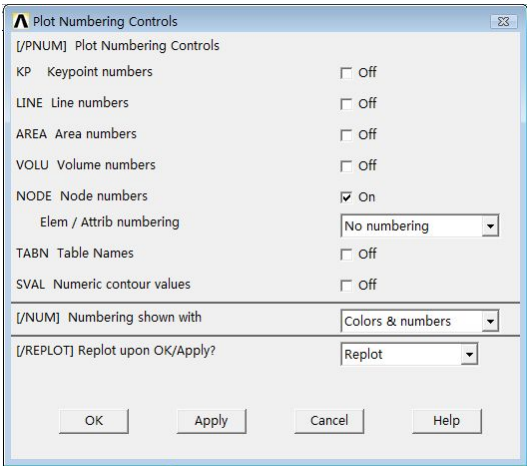 Plot Numbering Controls
[/PNUM] Plot Numbering Controls
KP Keypoint numbers Off
LINE Line numbers Off
AREA Area numbers Off
VOLU Volume numbers Off
NODE Node numbers On
Elem / Attrib numbering No numbering
TABN Table Names Off
SVAL Numeric contour values Off
[/NUM] Numbering shown with Colors & numbers
[/REPLOT] Replot upon OK/Apply? Replot
OK Apply Cancel Help